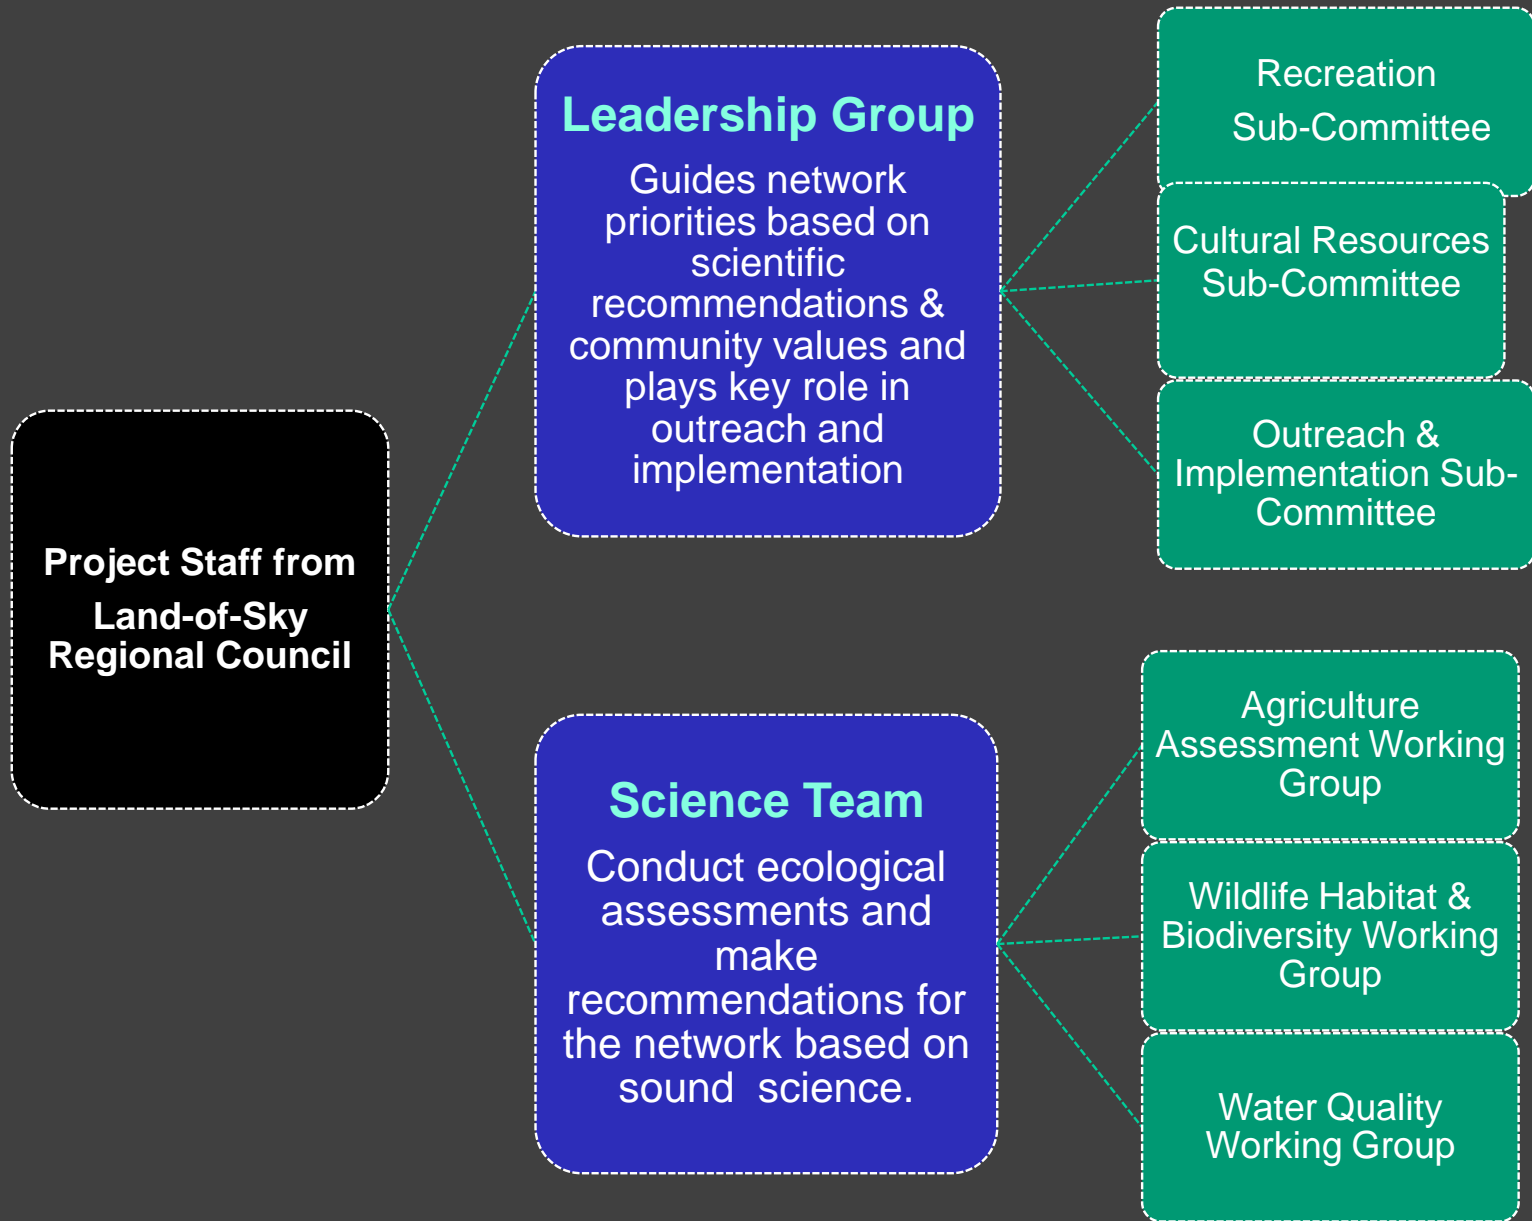 Project Staff from
Land-of-Sky
Regional Council
Leadership Group
Guides network
priorities based on
scientific
recommendations &
community values and
plays key role in
outreach and
implementation
Recreation
Sub-Committee
Cultural Resources
Sub-Committee
Outreach &
Implementation Sub-
Committee
Science Team
Conduct ecological
assessments and
make
recommendations for
the network based on
sound  science.
Agriculture
Assessment Working
Group
Wildlife Habitat &
Biodiversity Working
Group
Water Quality
Working Group